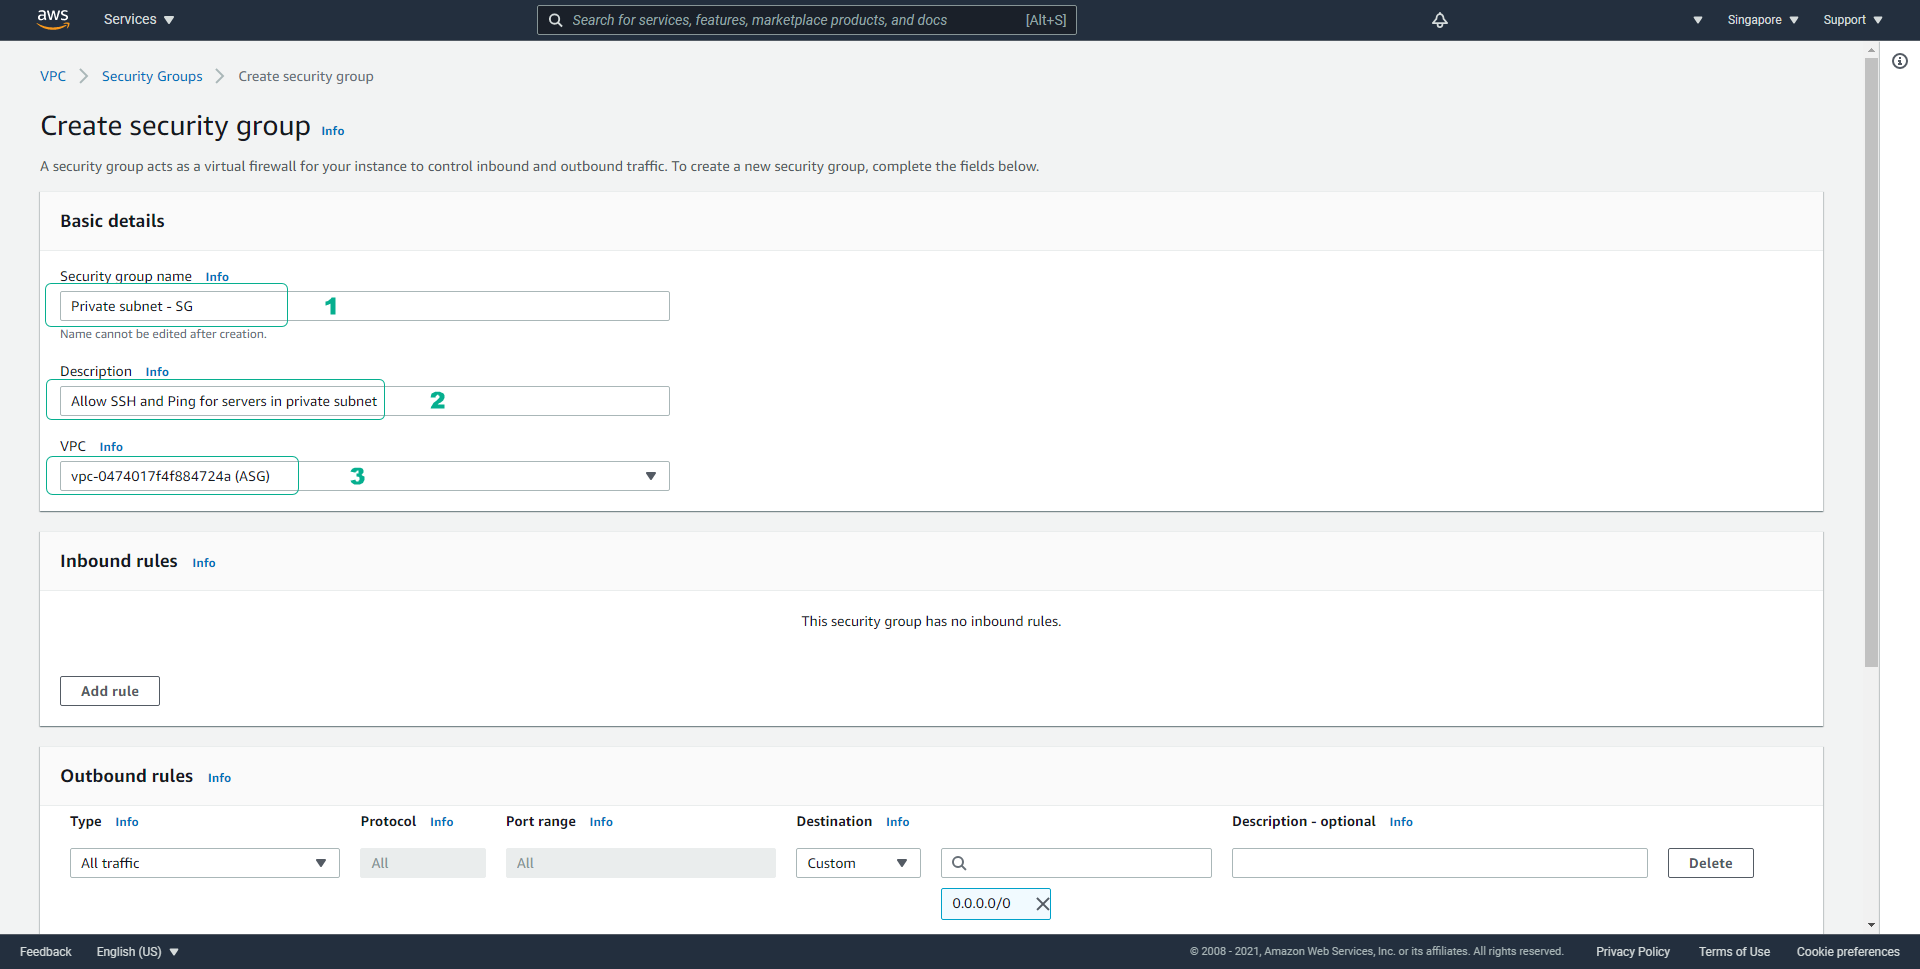 aws Services Search for services, features, marketplace products, and docs [Alt+S] Singapore Support
VPC Security Groups Create security group
Create security group Info
A security group acts as a virtual firewall for your instance to control inbound and outbound traffic. To create a new security group, complete the fields below.
Basic details
Security group name Info
Private subnet - SG 1
Name cannot be edited after creation.
Description Info
Allow SSH and Ping for servers in private subnet 2
VPC Info
vpc-0474017f4f884724a (ASG) 3
Inbound rules Info
This security group has no inbound rules.
Add rule
Outbound rules Info
Type Info Protocol Info Port range Info Destination Info Description - optional Info
All traffic All All Custom Delete
0.0.0.0/0
Feedback English (US) © 2008 - 2021, Amazon Web Services, Inc. or its affiliates. All rights reserved. Privacy Policy Terms of Use Cookie preferences